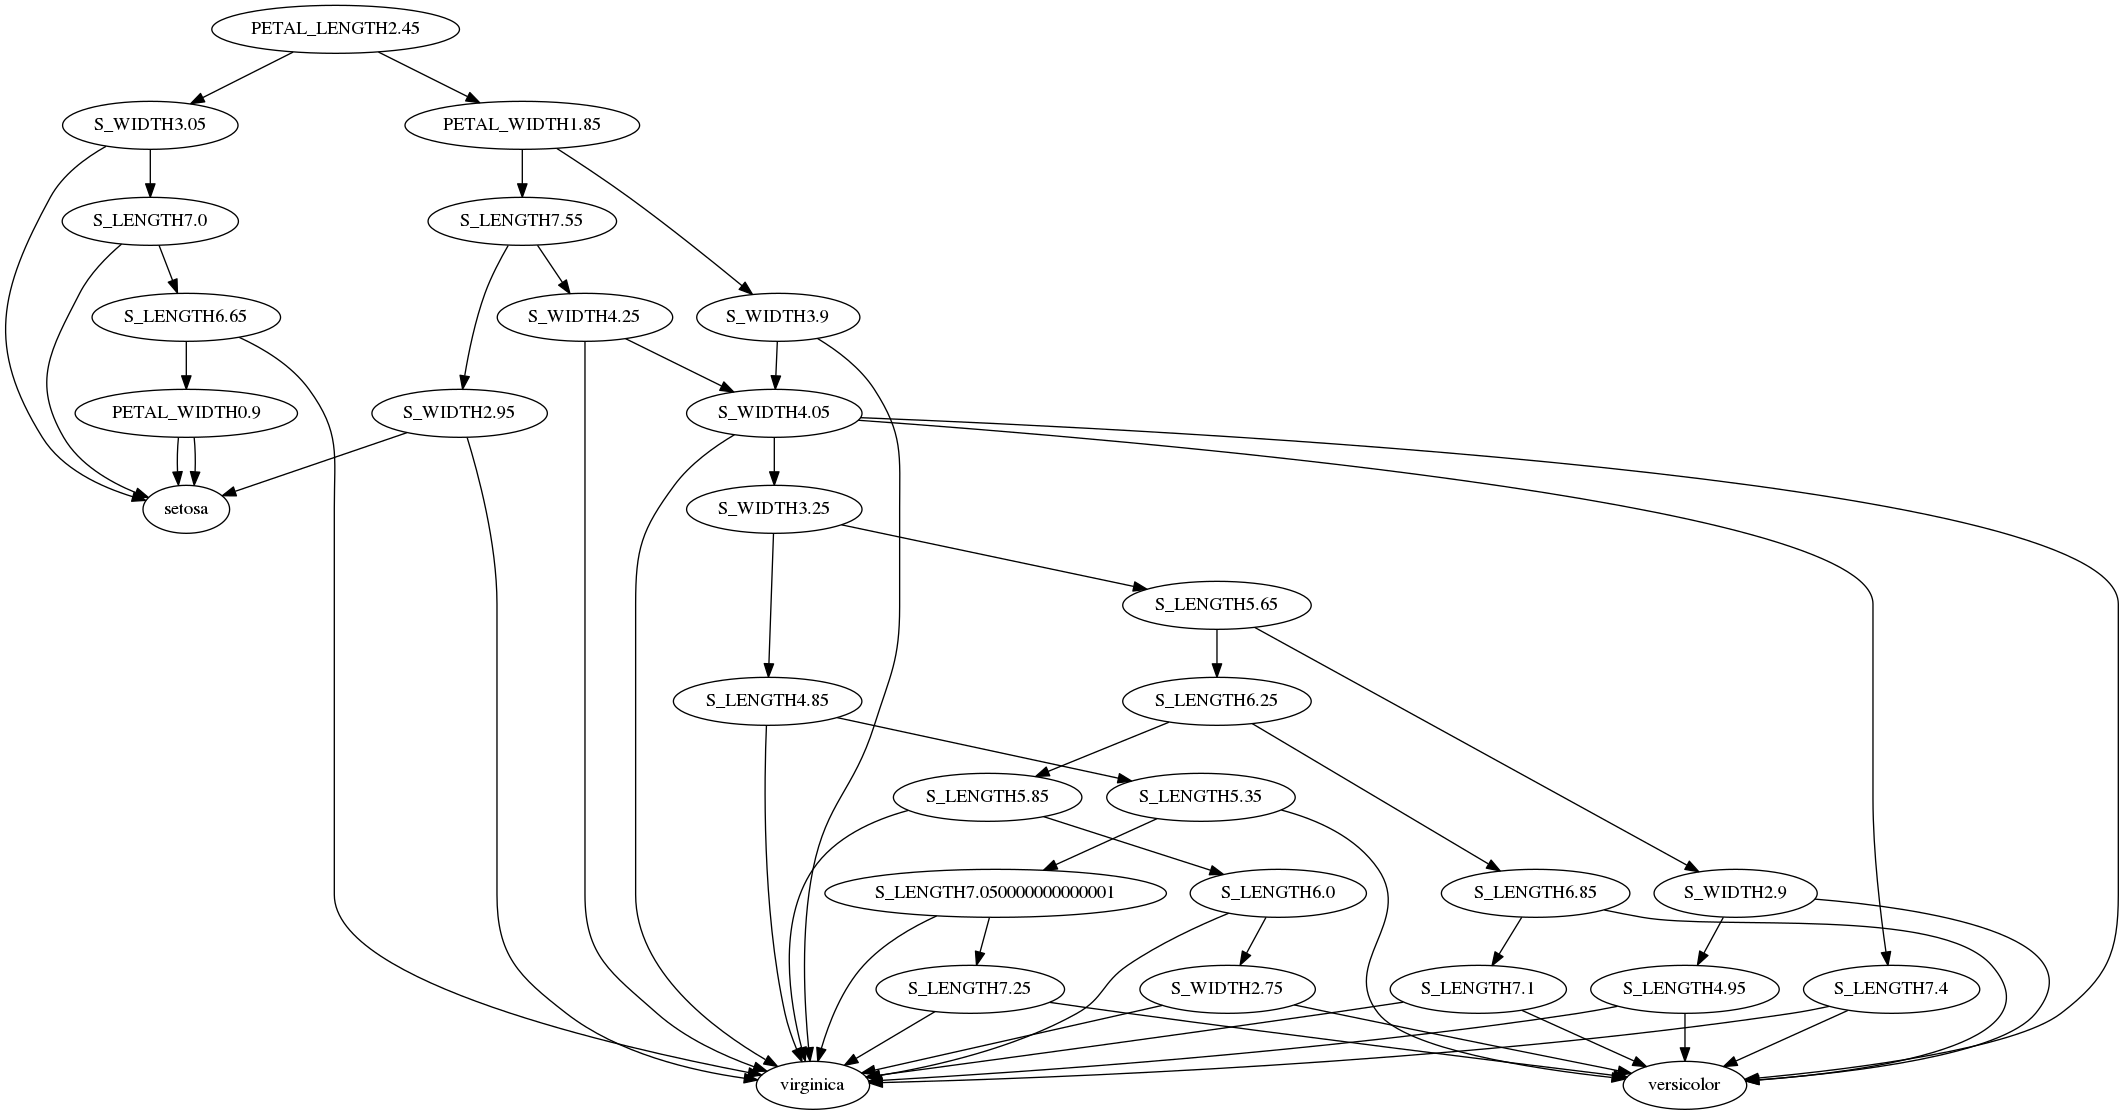 PETAL_LENGTH2.45
S_WIDTH3.05
PETAL_WIDTH1.85
S_LENGTH7.0
S_LENGTH7.55
S_LENGTH6.65
S_WIDTH4.25
S_WIDTH3.9
PETAL_WIDTH0.9
S_WIDTH2.95
S_WIDTH4.05
setosa
S_WIDTH3.25
S_LENGTH5.65
S_LENGTH4.85
S_LENGTH6.25
S_LENGTH5.85
S_LENGTH5.35
S_LENGTH7.050000000000001
S_LENGTH6.0
S_LENGTH6.85
S_WIDTH2.9
S_LENGTH7.25
S_WIDTH2.75
S_LENGTH7.1
S_LENGTH4.95
S_LENGTH7.4
virginica
versicolor